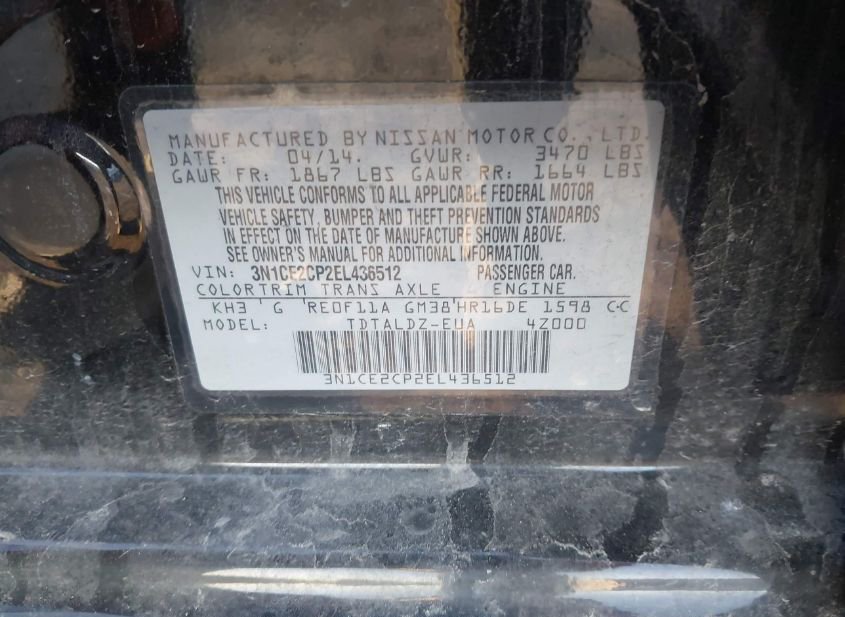 MANUFACTURED BY NISSAN MOTOR CO., LTD.
DATE: 04/14. GVWR: 3470 LBS
GAWR FR: 1867 LBS GAWR RR: 1664 LBS
THIS VEHICLE CONFORMS TO ALL APPLICABLE FEDERAL MOTOR
VEHICLE SAFETY, BUMPER AND THEFT PREVENTION STANDARDS
IN EFFECT ON THE DATE OF MANUFACTURE SHOWN ABOVE.
SEE OWNER'S MANUAL FOR ADDITIONAL INFORMATION.
VIN: 3N1CE2CP2EL436512 PASSENGER CAR.
COLOR TRIM TRANS AXLE ENGINE
KH3 G RE0F11A GM38 HR16DE 1598 C·C
MODEL: TDTALDZ-EUA 4Z000
3N1CE2CP2EL436512